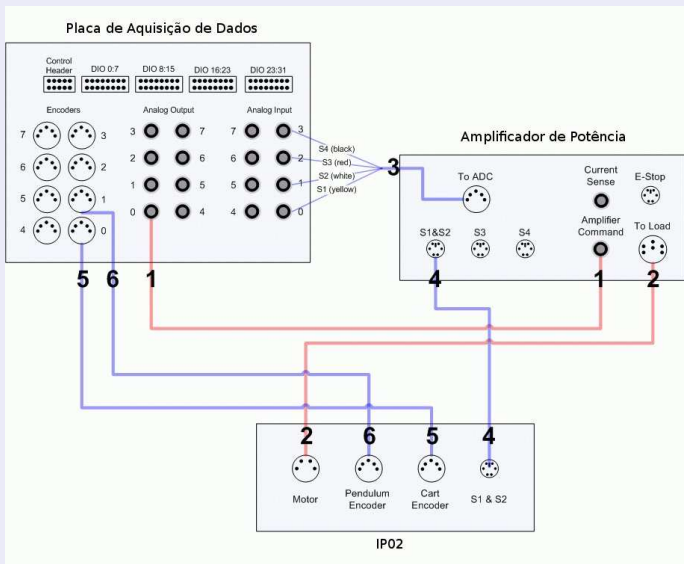 Placa de Aquisição de Dados
Control
Header
DIO 0:7
DIO 8:15
DIO 16:23
DIO 23:31
Encoders
Analog Output
Analog Input
7 3 3 7 7 3
6 2 2 6 6 2
5 1 1 5 5 1
4 0 0 4 4 0
S4 (black)
S3 (red)
S2 (white)
S1 (yellow)
3
5 6 1
Amplificador de Potência
To ADC
Current
Sense
E-Stop
S1&S2
S3
S4
Amplifier
Command
To Load
4 1 2
2 6 5 4
Motor
Pendulum
Encoder
Cart
Encoder
S1 & S2
IP02